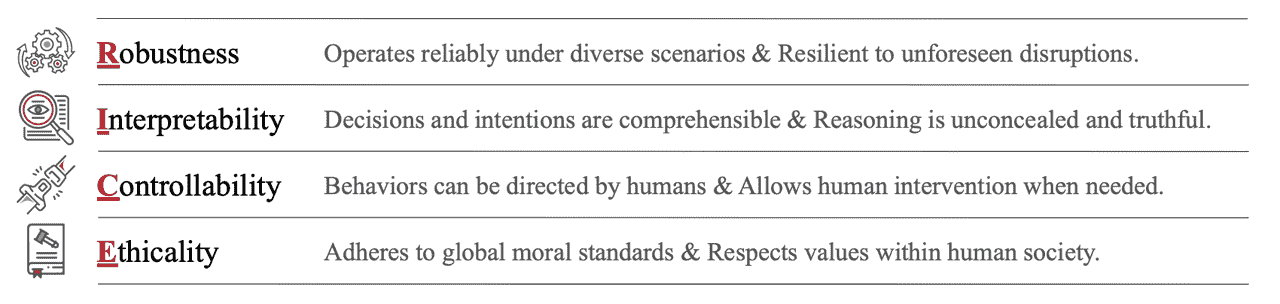 Robustness Operates reliably under diverse scenarios & Resilient to unforeseen disruptions.
Interpretability Decisions and intentions are comprehensible & Reasoning is unconcealed and truthful.
Controllability Behaviors can be directed by humans & Allows human intervention when needed.
Ethicality Adheres to global moral standards & Respects values within human society.